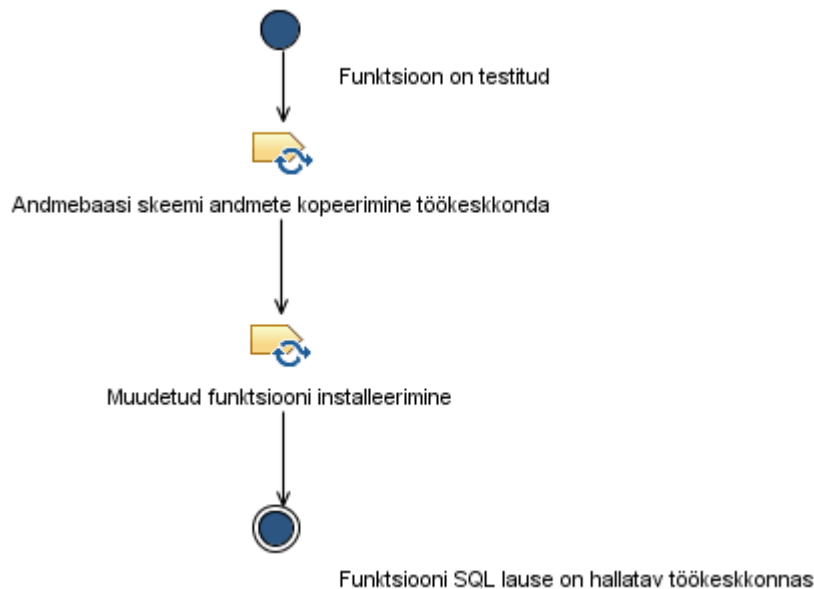 Funktsioon on testitud
Andmebaasi skeemi andmete kopeerimine töökeskkonda
Muudetud funktsiooni installeerimine
Funktsiooni SQL lause on hallatav töökeskkonnas